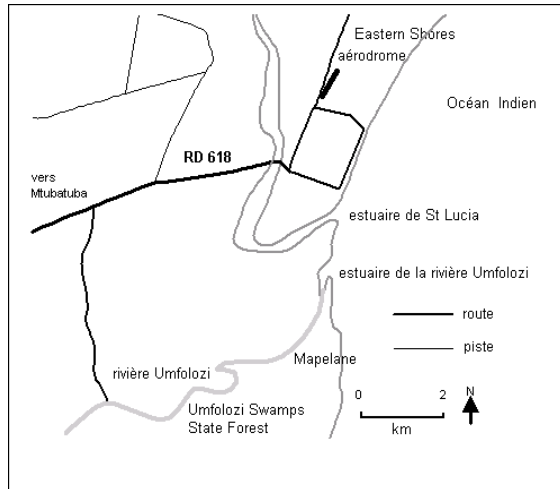 Eastern Shores
aérodrome
Océan Indien
RD 618
vers
Mtubatuba
estuaire de St Lucia
estuaire de la rivière Umfolozi
route
piste
Mapelane
rivière Umfolozi
Umfolozi Swamps
State Forest
0 2 N
km